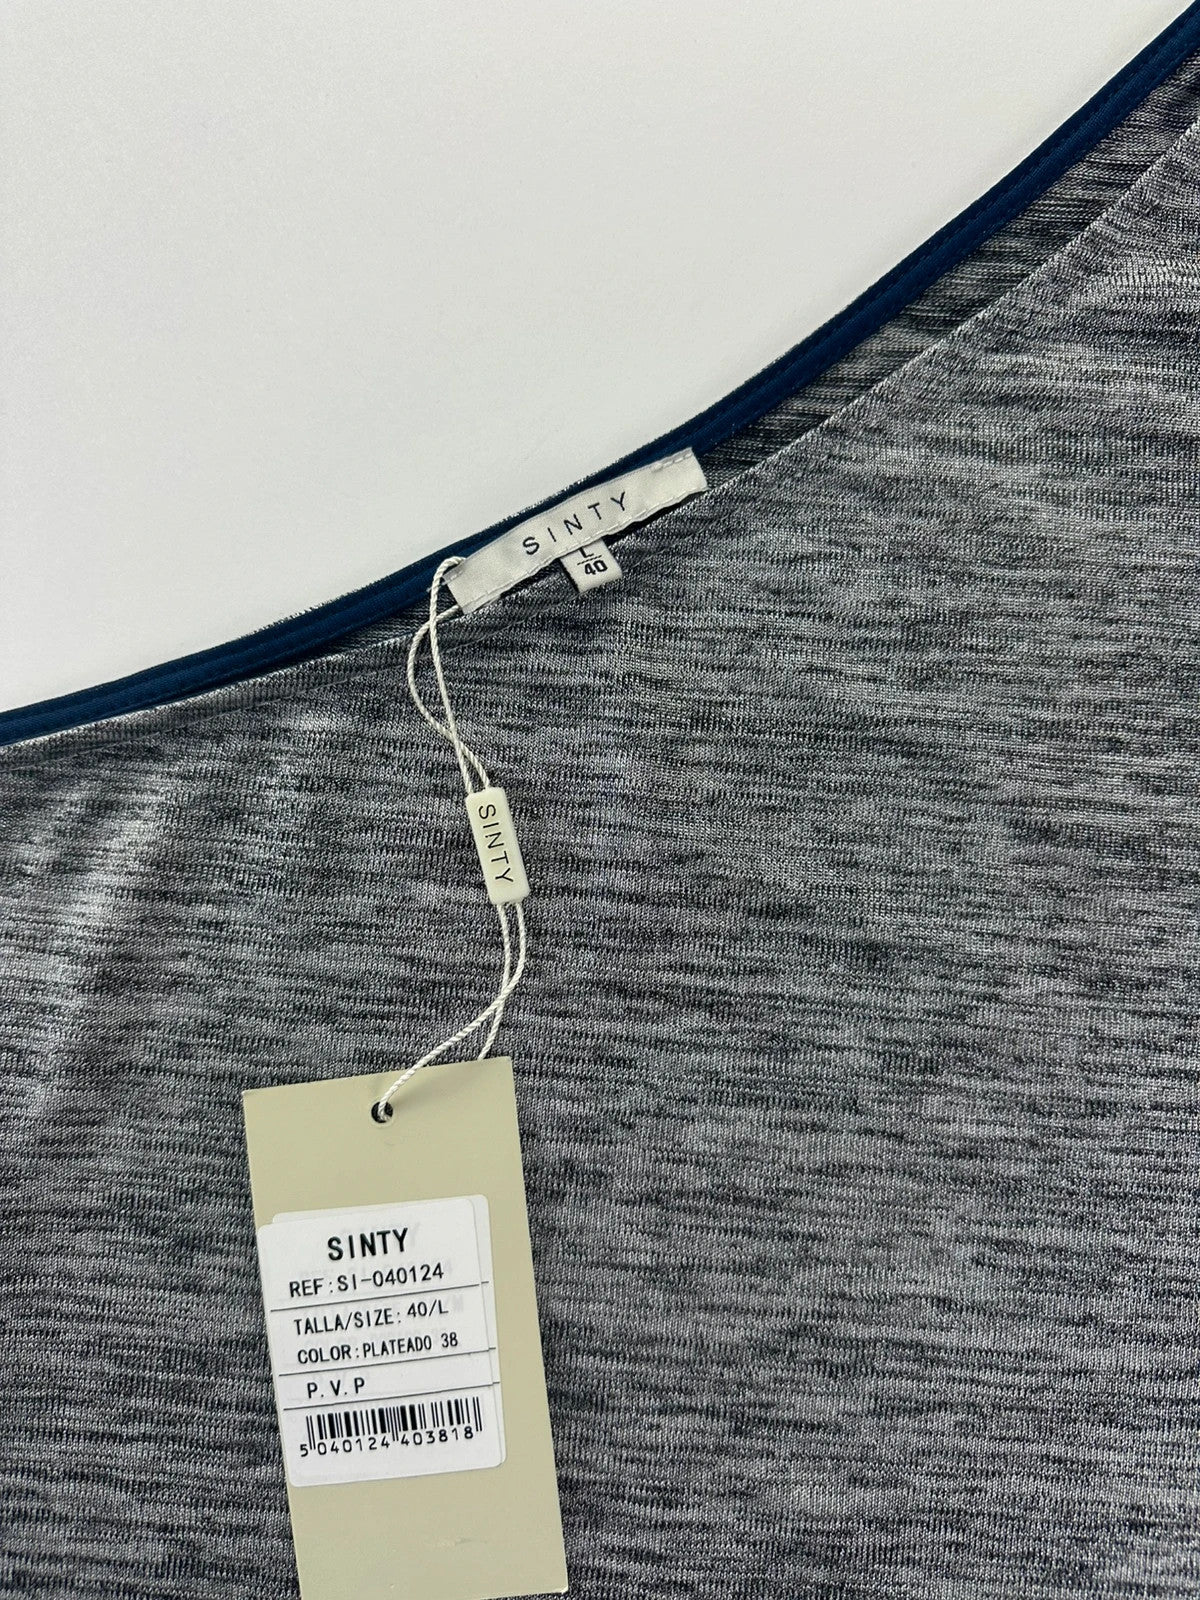 SINTY
L
40
SINTY
SINTY
REF:SI-040124
TALLA/SIZE: 40/L
COLOR:PLATEADO 38
P.V.P
5 040124 403818